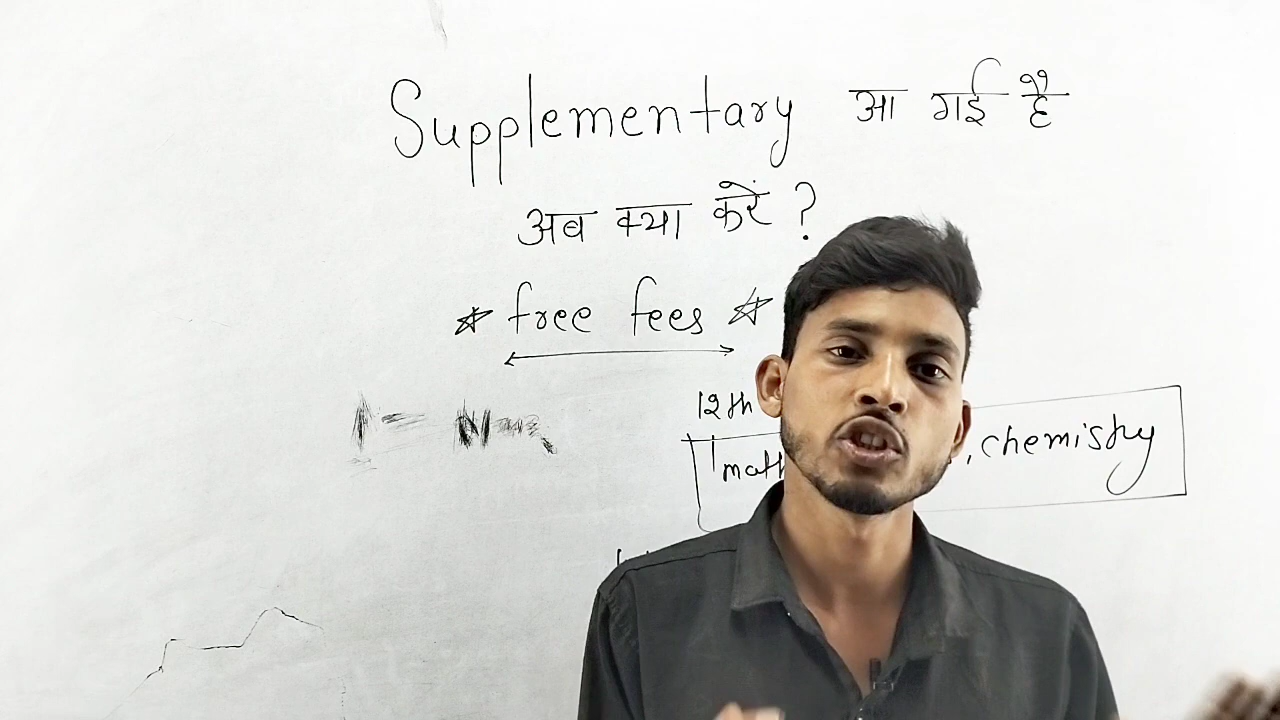 Supplementary आ गई है
अब क्या करें ?
free fees
12th
, chemistry